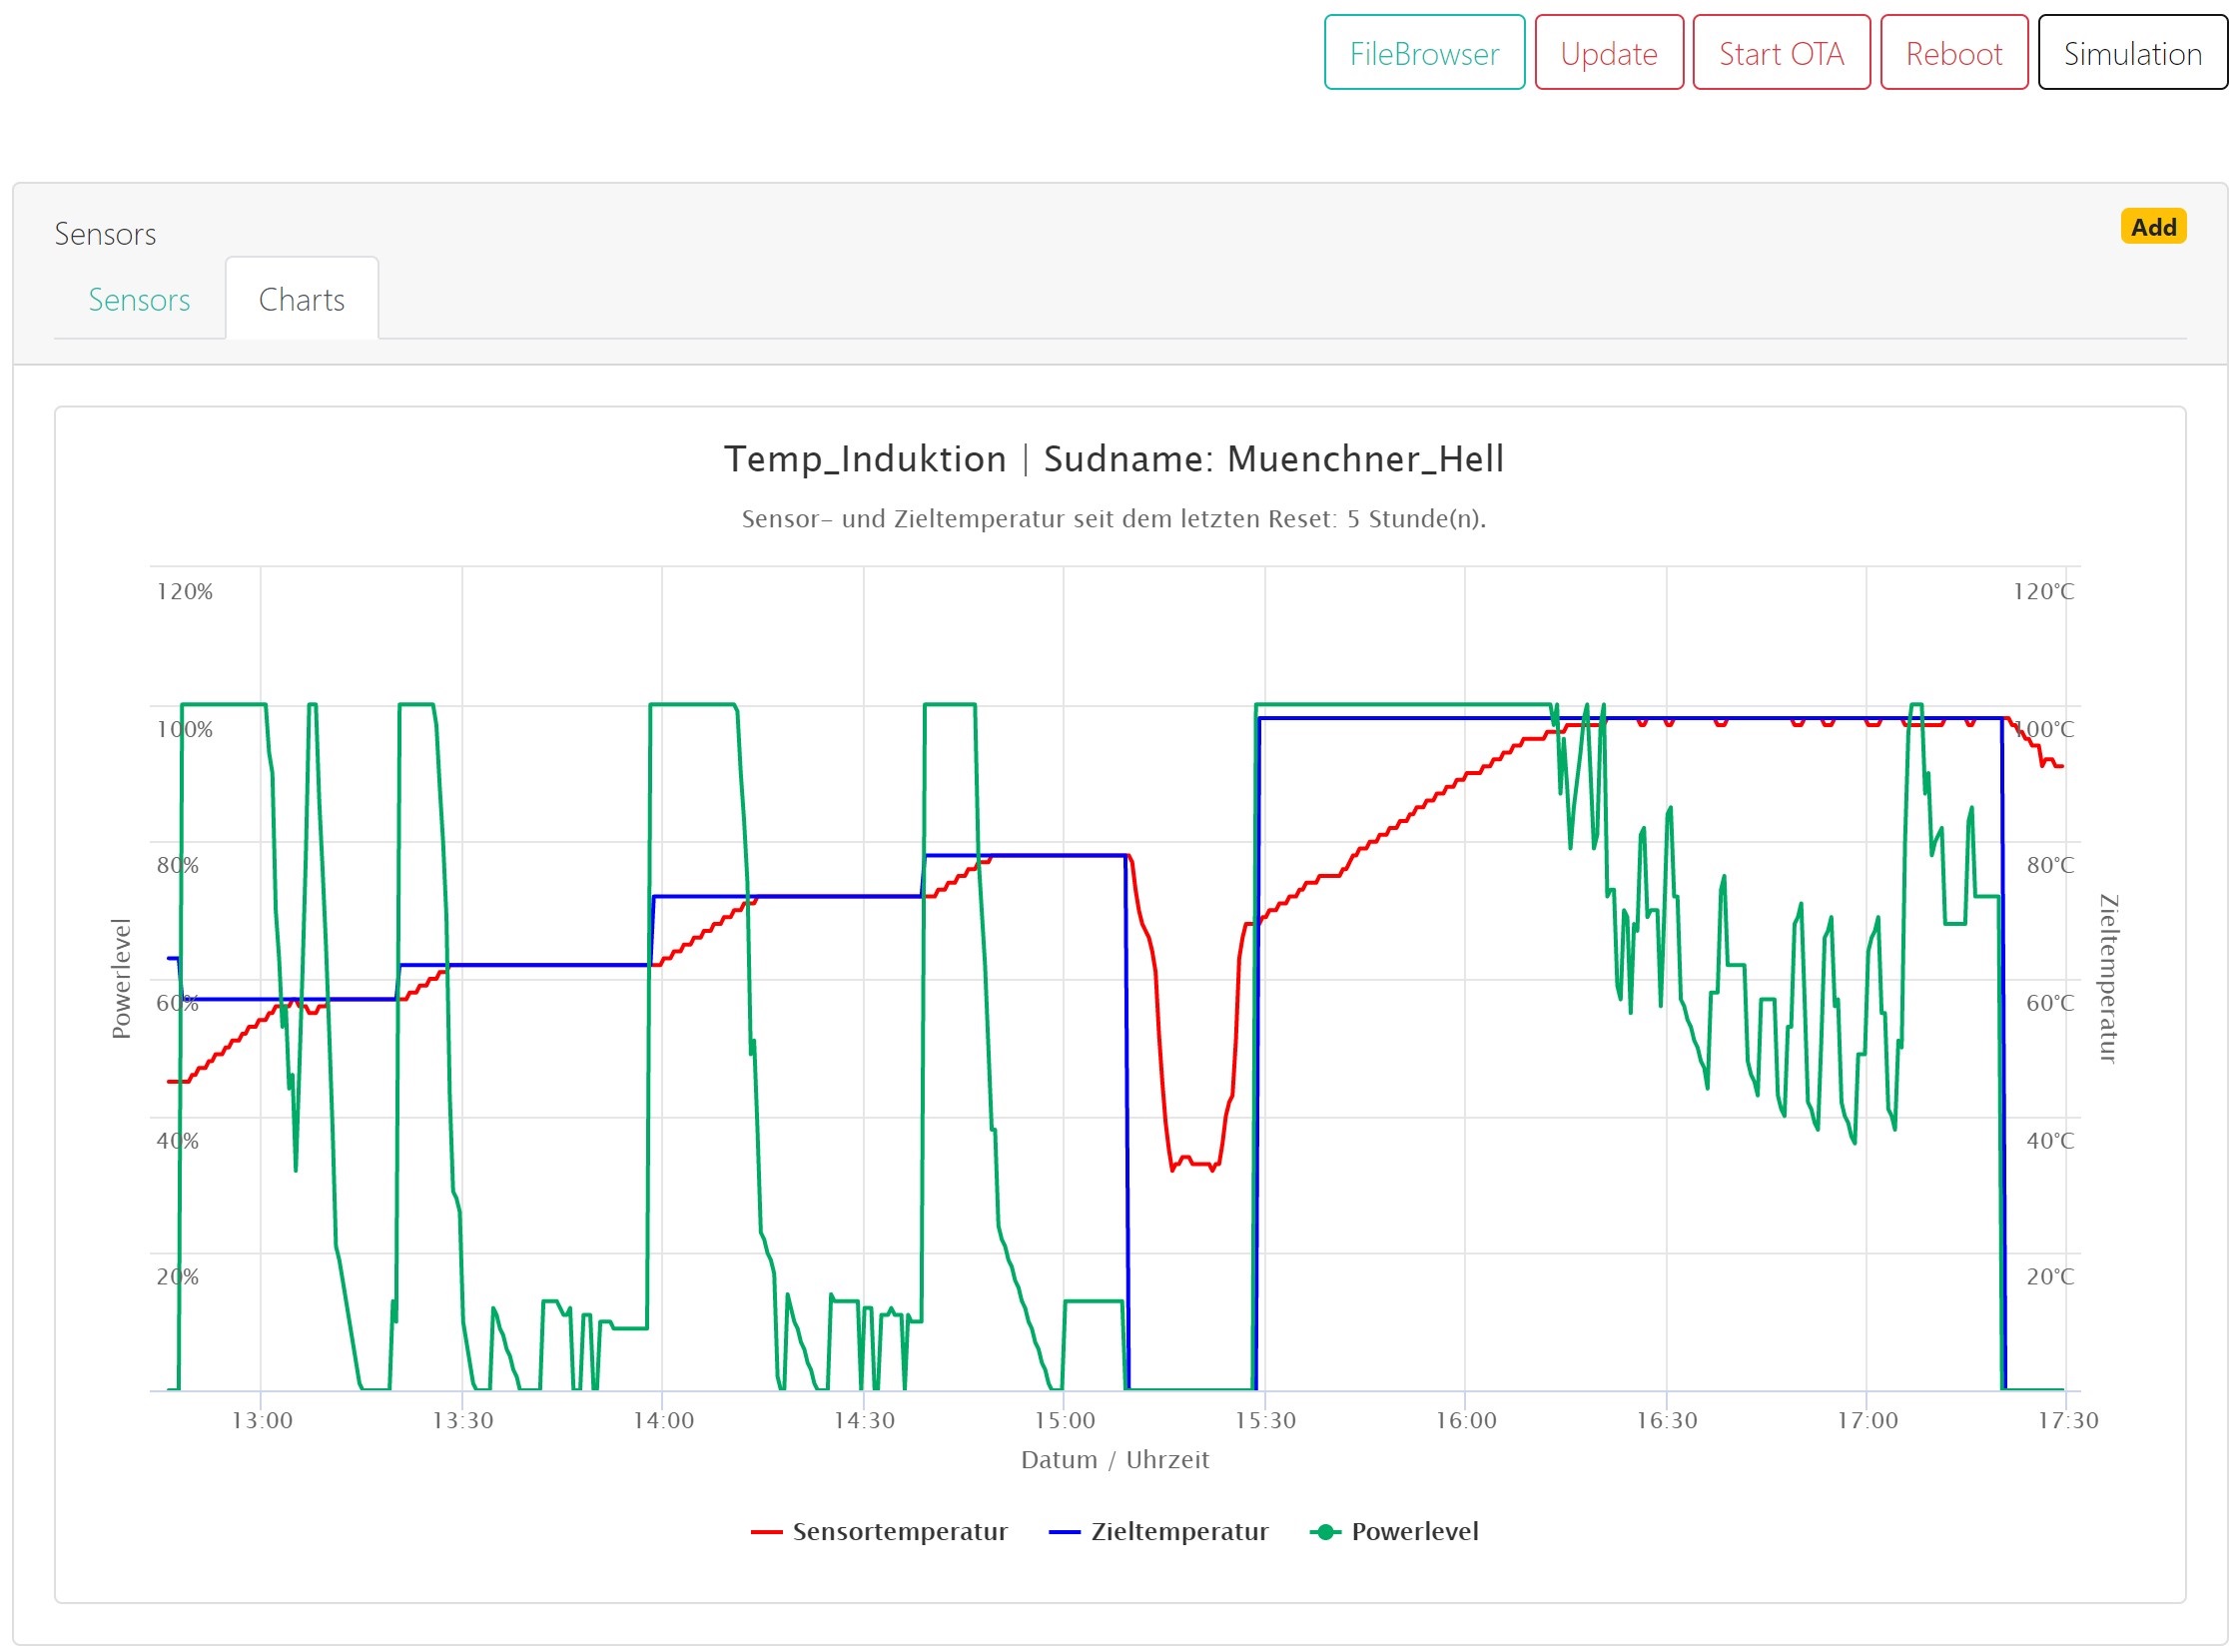 FileBrowser Update Start OTA Reboot Simulation
Sensors Add
Sensors Charts
Temp_Induktion | Sudname: Muenchner_Hell
Sensor- und Zieltemperatur seit dem letzten Reset: 5 Stunde(n).
120% 120°C
100% 100°C
80% 80°C
Powerlevel Zieltemperatur
60% 60°C
40% 40°C
20% 20°C
13:00 13:30 14:00 14:30 15:00 15:30 16:00 16:30 17:00 17:30
Datum / Uhrzeit
Sensortemperatur Zieltemperatur Powerlevel